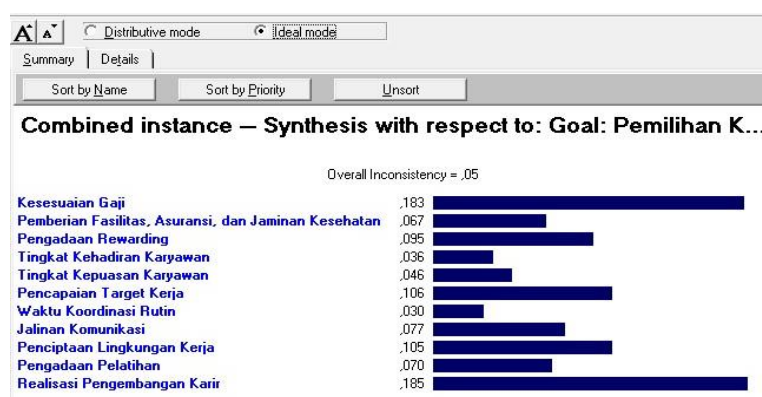 A A Distributive mode Ideal mode
Summary Details
Sort by Name Sort by Priority Unsort
Combined instance – Synthesis with respect to: Goal: Pemilihan K...
Overall Inconsistency = ,05
Kesesuaian Gaji ,183
Pemberian Fasilitas, Asuransi, dan Jaminan Kesehatan ,067
Pengadaan Rewarding ,095
Tingkat Kehadiran Karyawan ,036
Tingkat Kepuasan Karyawan ,046
Pencapaian Target Kerja ,106
Waktu Koordinasi Rutin ,030
Jalinan Komunikasi ,077
Penciptaan Lingkungan Kerja ,105
Pengadaan Pelatihan ,070
Realisasi Pengembangan Karir ,185